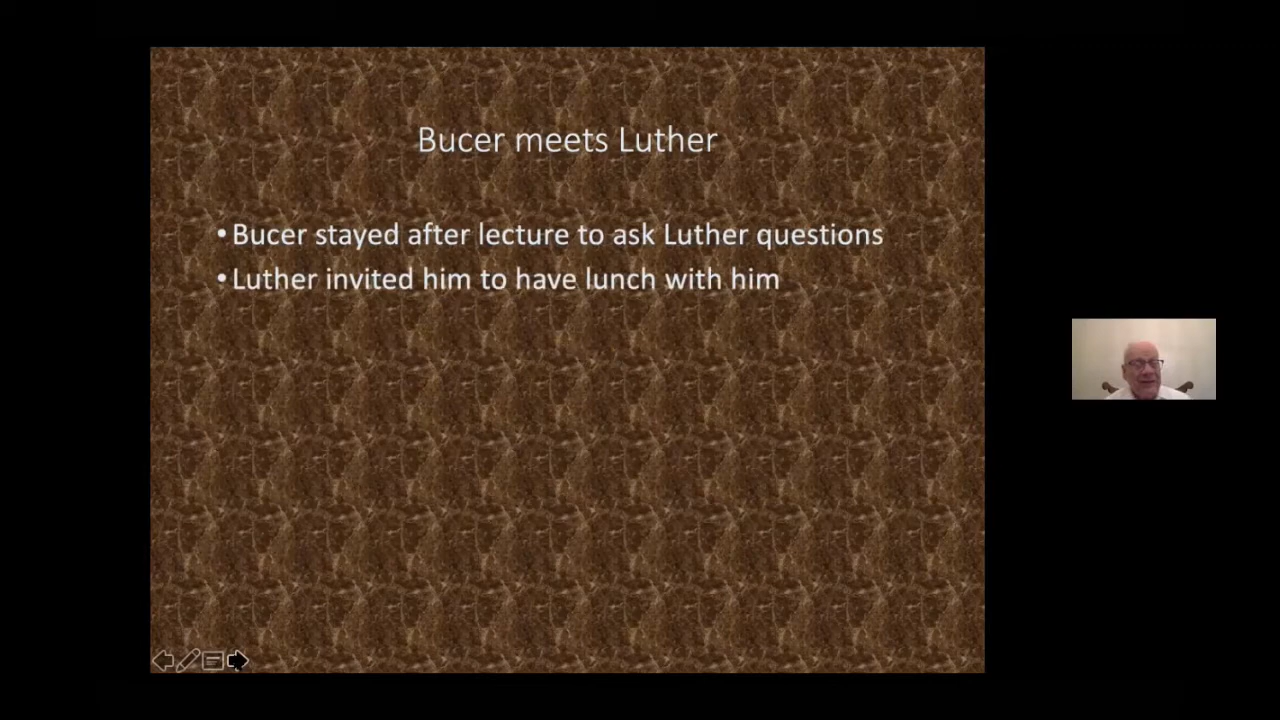 Bucer meets Luther
• Bucer stayed after lecture to ask Luther questions
• Luther invited him to have lunch with him